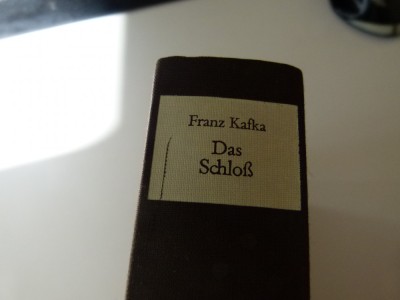 Franz Kafka
Das
Schloß